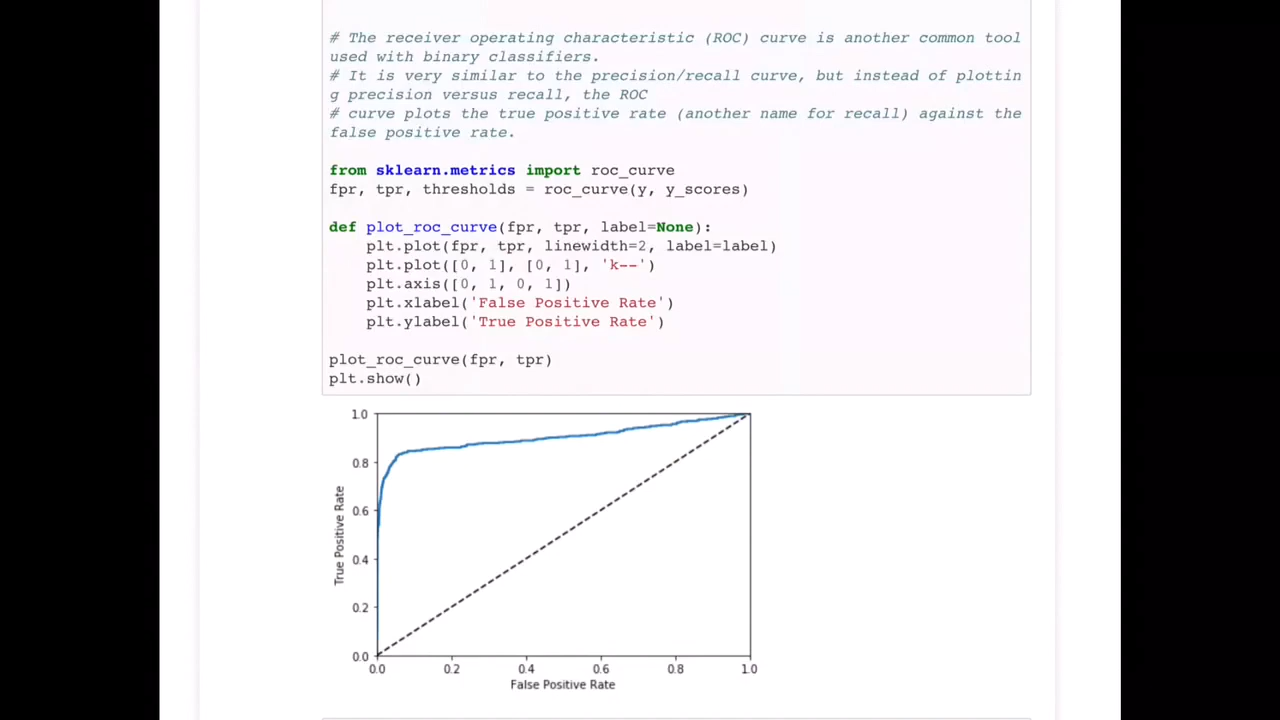 # The receiver operating characteristic (ROC) curve is another common tool
used with binary classifiers.
# It is very similar to the precision/recall curve, but instead of plottin
g precision versus recall, the ROC
# curve plots the true positive rate (another name for recall) against the
false positive rate.
from sklearn.metrics import roc_curve
fpr, tpr, thresholds = roc_curve(y, y_scores)
def plot_roc_curve(fpr, tpr, label=None):
    plt.plot(fpr, tpr, linewidth=2, label=label)
    plt.plot([0, 1], [0, 1], 'k--')
    plt.axis([0, 1, 0, 1])
    plt.xlabel('False Positive Rate')
    plt.ylabel('True Positive Rate')
plot_roc_curve(fpr, tpr)
plt.show()
1.0
0.8
0.6
0.4
0.2
0.0
True Positive Rate
0.0 0.2 0.4 0.6 0.8 1.0
False Positive Rate